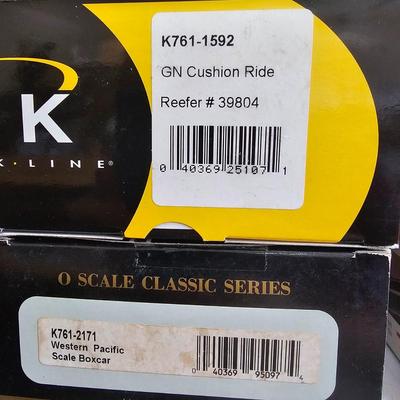 K761-1592
GN Cushion Ride
Reefer # 39804
0 40369 25107 1
K
K·LINE®
O SCALE CLASSIC SERIES
K761-2171
Western Pacific
Scale Boxcar
0 40369 95097 4